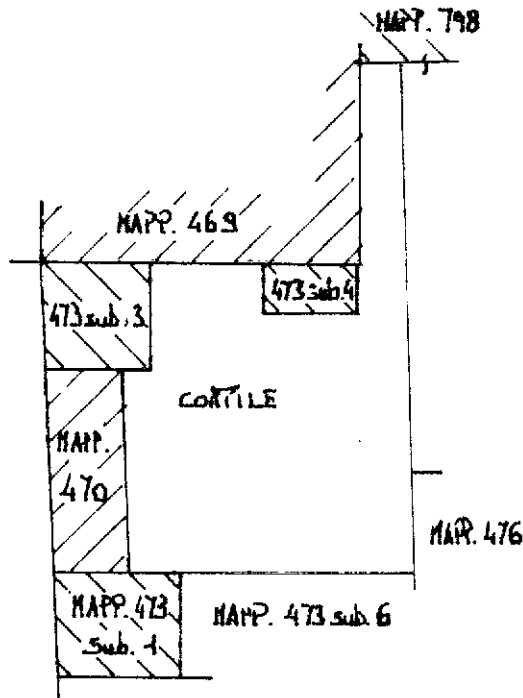 MAPP. 798
MAPP. 469
473 sub. 3
473 sub. 4
CORTILE
MAPP.
470
MAPP. 476
MAPP. 473
sub. 1
MAPP. 473 sub. 6